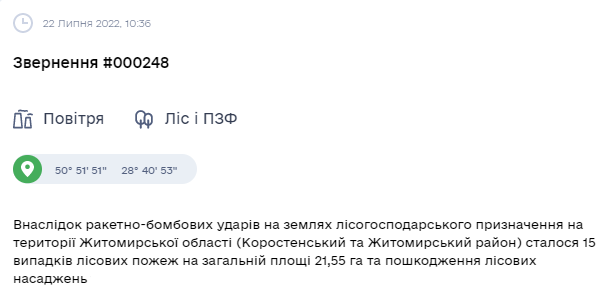 22 Липня 2022, 10:36
Звернення #000248
Повітря Ліс і ПЗФ
50° 51' 51" 28° 40' 53"
Внаслідок ракетно-бомбових ударів на землях лісогосподарського призначення на
території Житомирської області (Коростенський та Житомирський район) сталося 15
випадків лісових пожеж на загальній площі 21,55 га та пошкодження лісових
насаджень